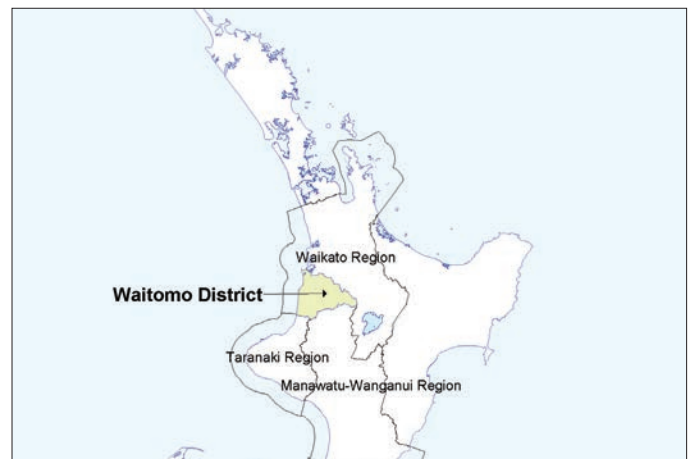 Waikato Region
Waitomo District
Taranaki Region
Manawatu-Wanganui Region